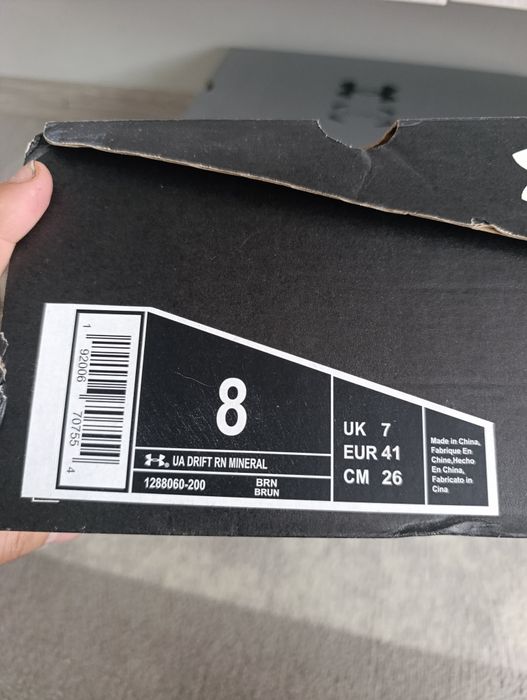 1 92006 70755 4
8
UA DRIFT RN MINERAL
1288060-200
BRN
BRUN
UK 7
EUR 41
CM 26
Made in China,
Fabrique En
Chine,Hecho
En China,
Fabricato in
Cina